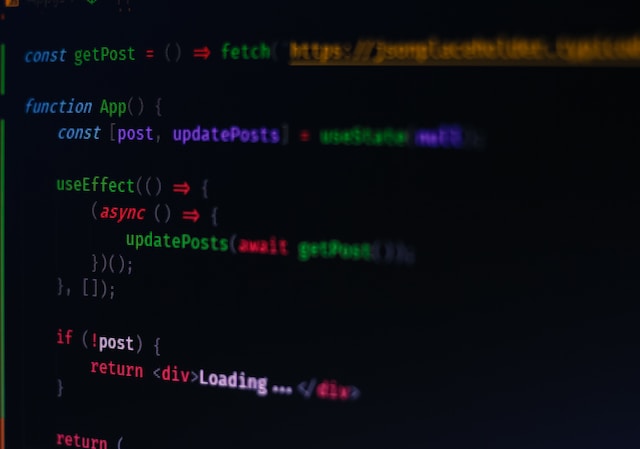 const getPost = () => fetch(
function App() {
const [post, updatePosts] = useState(null);
useEffect(() => {
(async () => {
updatePosts(await getPost());
})();
}, []);
if (!post) {
return <div>Loading...</div>
}
return (